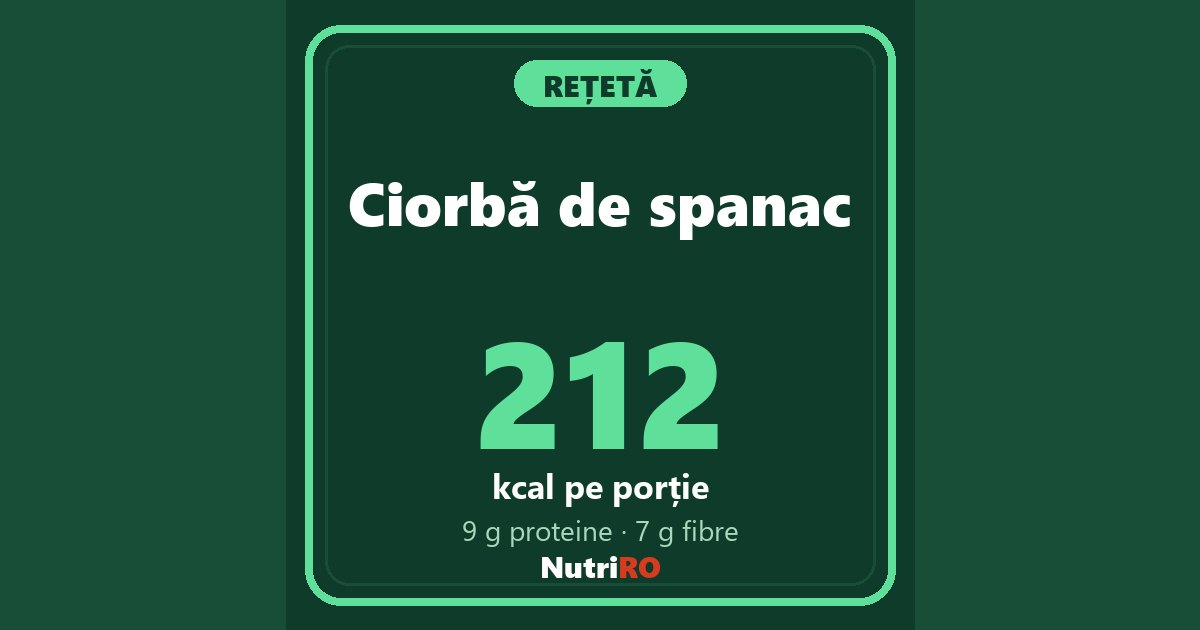 REȚETĂ
Ciorbă de spanac
212
kcal pe porție
9 g proteine · 7 g fibre
NutriRO